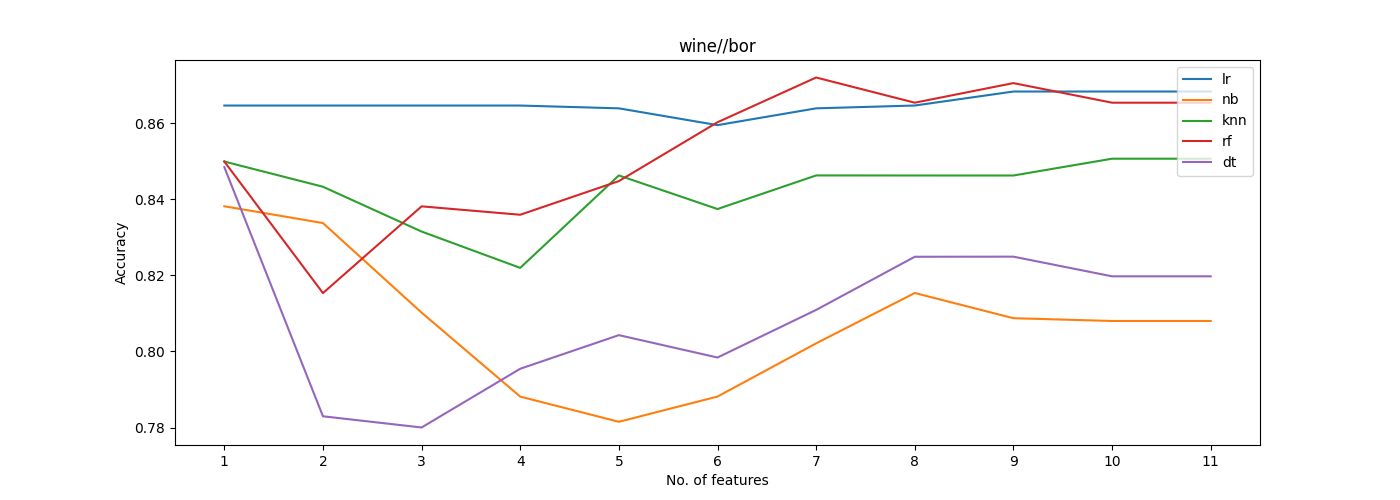 wine//bor
lr
nb
knn
rf
dt
Accuracy
0.86
0.84
0.82
0.80
0.78
1 2 3 4 5 6 7 8 9 10 11
No. of features